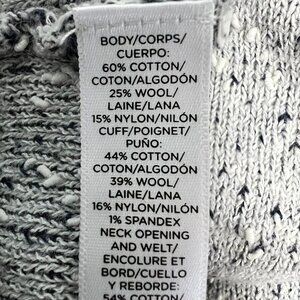 BODY/CORPS/
CUERPO:
60% COTTON/
COTON/ALGODÓN
25% WOOL/
LAINE/LANA
15% NYLON/NILÓN
CUFF/POIGNET/
PUÑO:
44% COTTON/
COTON/ALGODÓN
39% WOOL/
LAINE/LANA
16% NYLON/NILÓN
1% SPANDEX
NECK OPENING
AND WELT/
ENCOLURE ET
BORD/CUELLO
Y REBORDE:
54% COTTON/